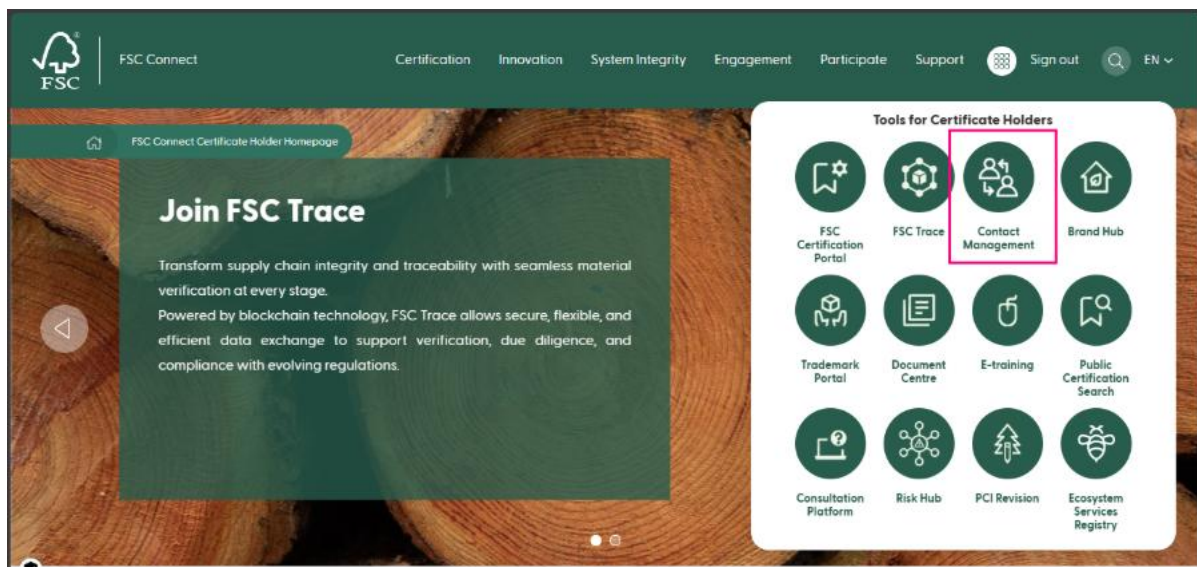 FSC Connect
Certification
Innovation
System Integrity
Engagement
Participate
Support
Sign out
EN
FSC
FSC Connect Certificate Holder Homepage
Join FSC Trace
Transform supply chain integrity and traceability with seamless material
verification at every stage.
Powered by blockchain technology, FSC Trace allows secure, flexible, and
efficient data exchange to support verification, due diligence, and
compliance with evolving regulations.
Tools for Certificate Holders
FSC
Certification
Portal
FSC Trace
Contact
Management
Brand Hub
Trademark
Portal
Document
Centre
E-training
Public
Certification
Search
Consultation
Platform
Risk Hub
PCI Revision
Ecosystem
Services
Registry